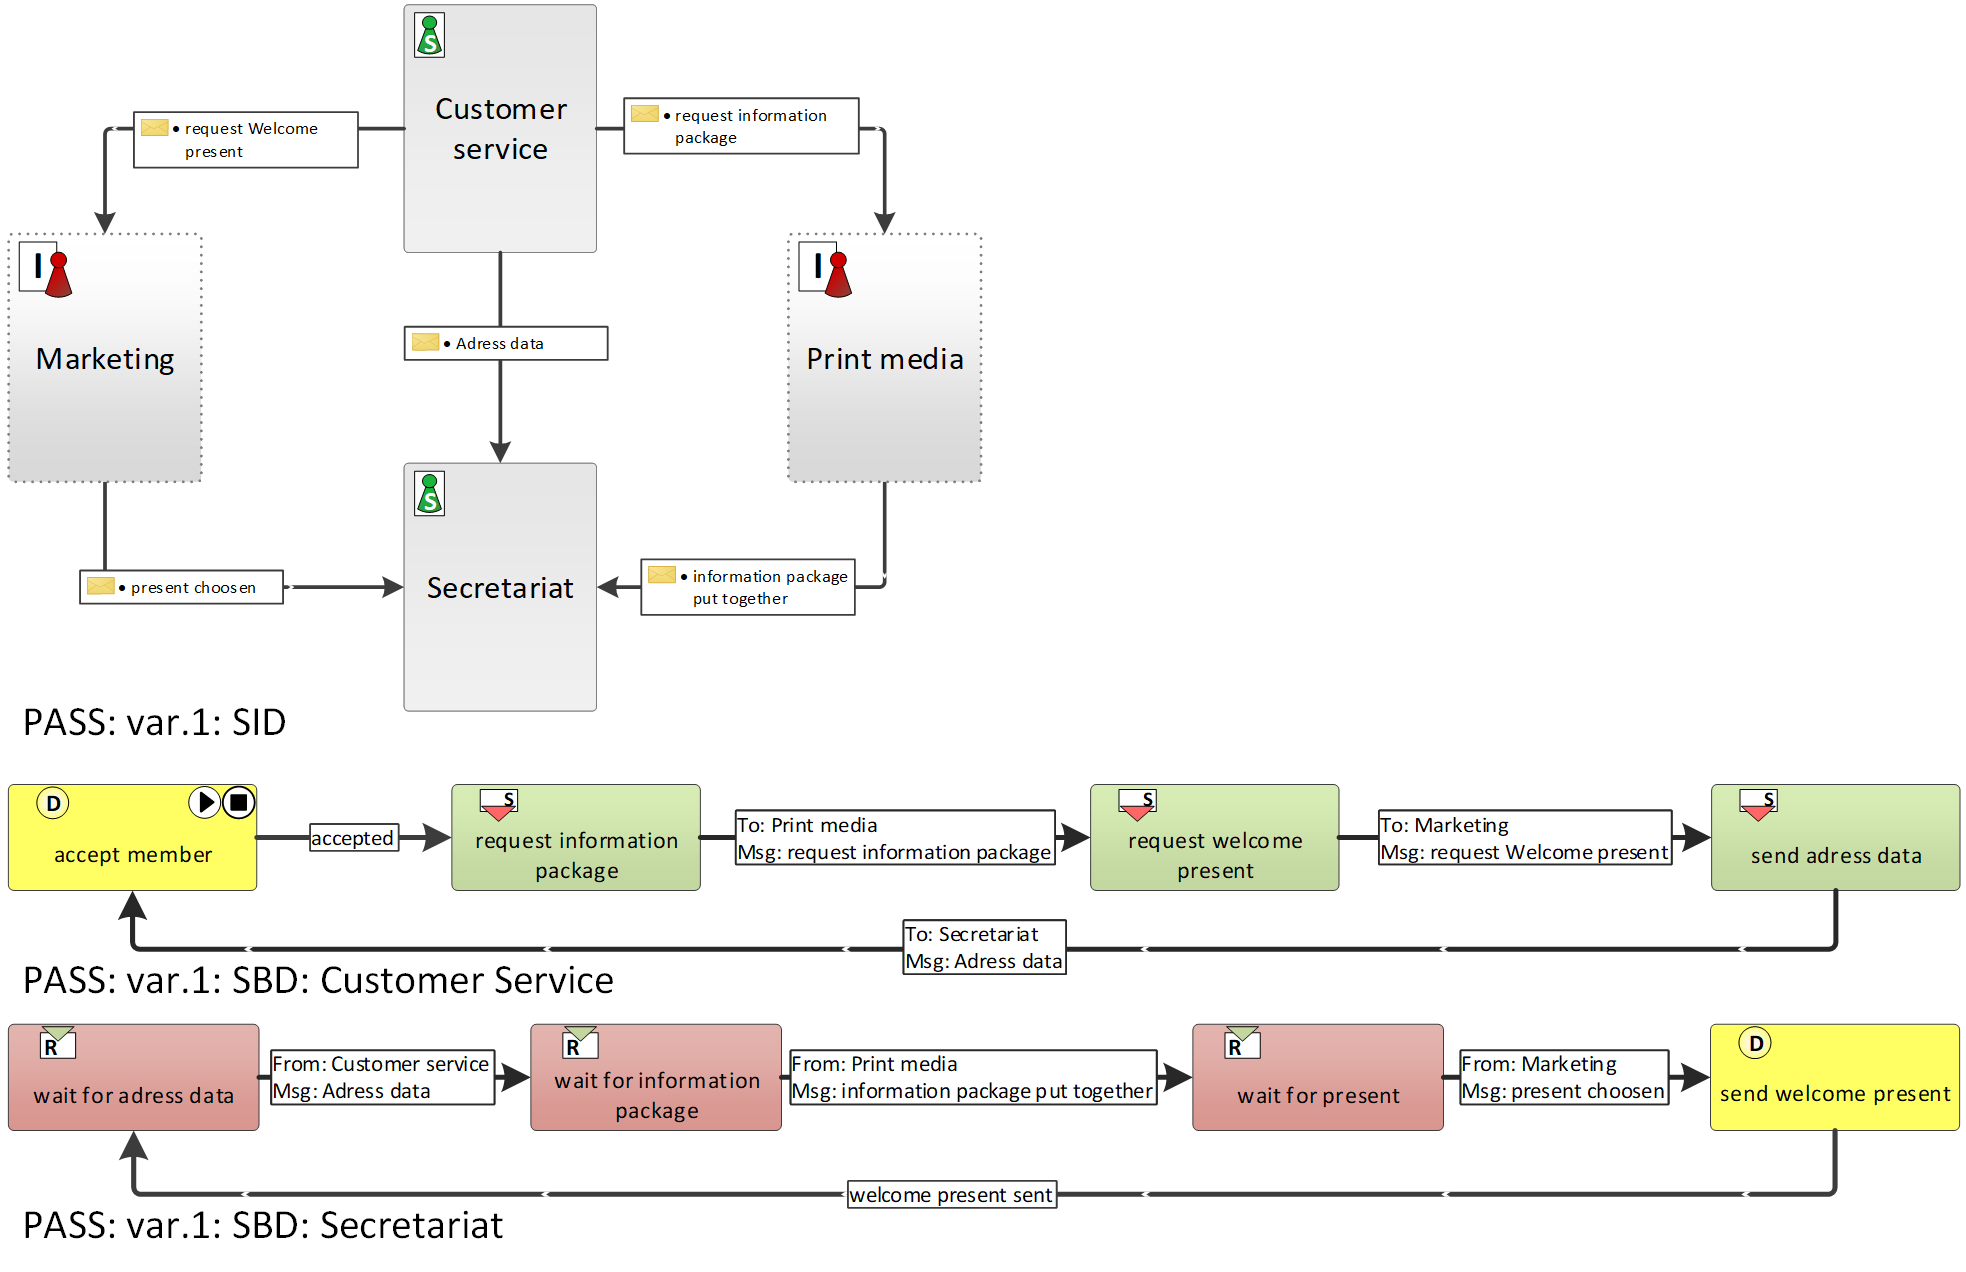 S
Customer
service
• request Welcome
present
• request information
package
I
Marketing
I
Print media
• Adress data
S
Secretariat
• present choosen
• information package
put together
PASS: var.1: SID
D
accept member
accepted
S
request information
package
To: Print media
Msg: request information package
S
request welcome
present
To: Marketing
Msg: request Welcome present
S
send adress data
To: Secretariat
Msg: Adress data
PASS: var.1: SBD: Customer Service
R
wait for adress data
From: Customer service
Msg: Adress data
R
wait for information
package
From: Print media
Msg: information package put together
R
wait for present
From: Marketing
Msg: present choosen
D
send welcome present
welcome present sent
PASS: var.1: SBD: Secretariat